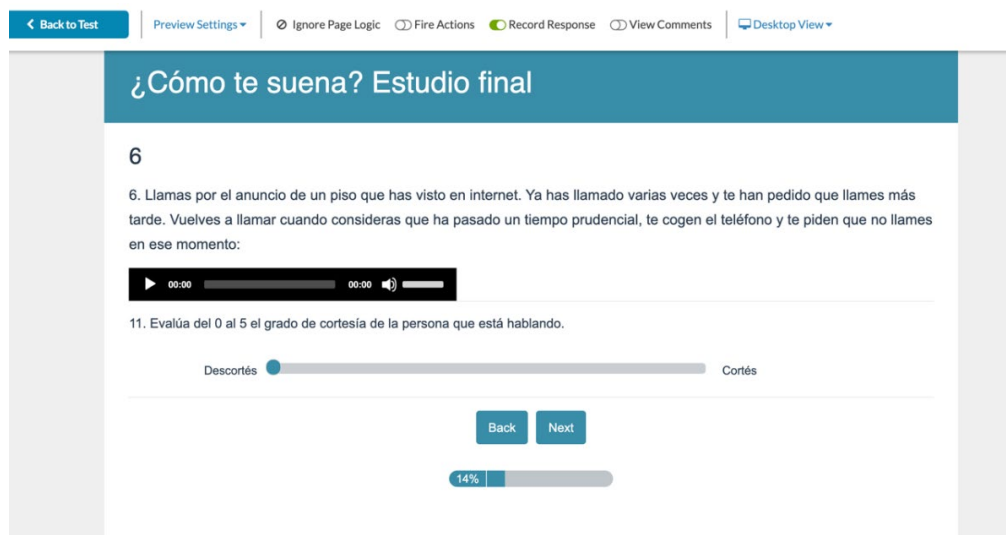 Back to Test
Preview Settings
Ignore Page Logic
Fire Actions
Record Response
View Comments
Desktop View
¿Cómo te suena? Estudio final
6
6. Llamas por el anuncio de un piso que has visto en internet. Ya has llamado varias veces y te han pedido que llames más
tarde. Vuelves a llamar cuando consideras que ha pasado un tiempo prudencial, te cogen el teléfono y te piden que no llames
en ese momento:
00:00 00:00
11. Evalúa del 0 al 5 el grado de cortesía de la persona que está hablando.
Descortés Cortés
Back Next
14%